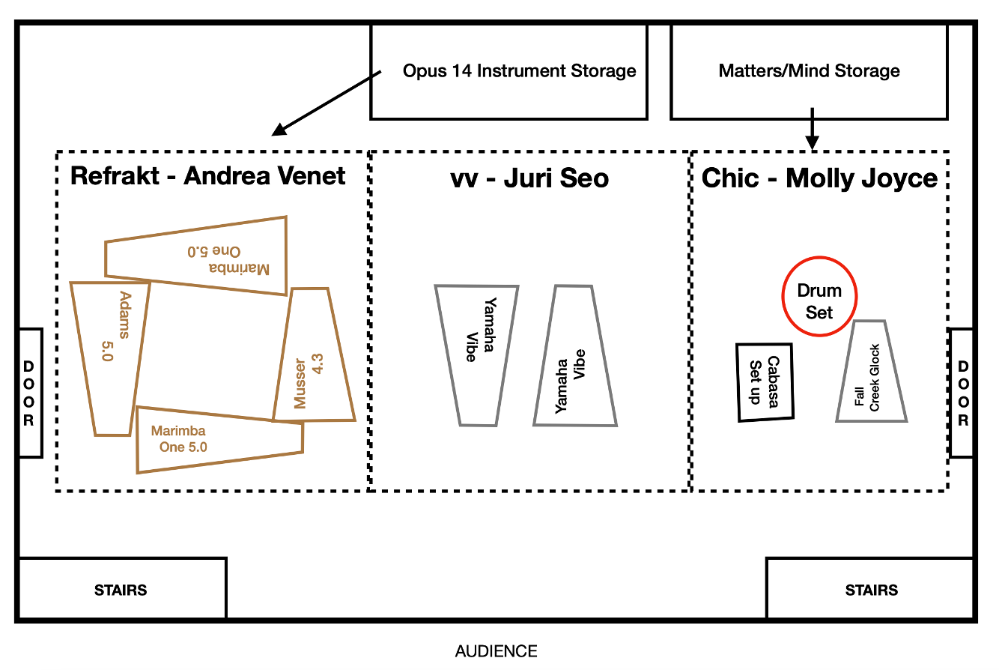 Opus 14 Instrument Storage
Matters/Mind Storage
Refrakt - Andrea Venet
vv - Juri Seo
Chic - Molly Joyce
Marimba
One 5.0
Adams
5.0
Musser
4.3
Marimba
One 5.0
Yamaha
Vibe
Yamaha
Vibe
Drum
Set
Cabasa
Set up
Fall
Creek Glock
DOOR
DOOR
STAIRS
STAIRS
AUDIENCE